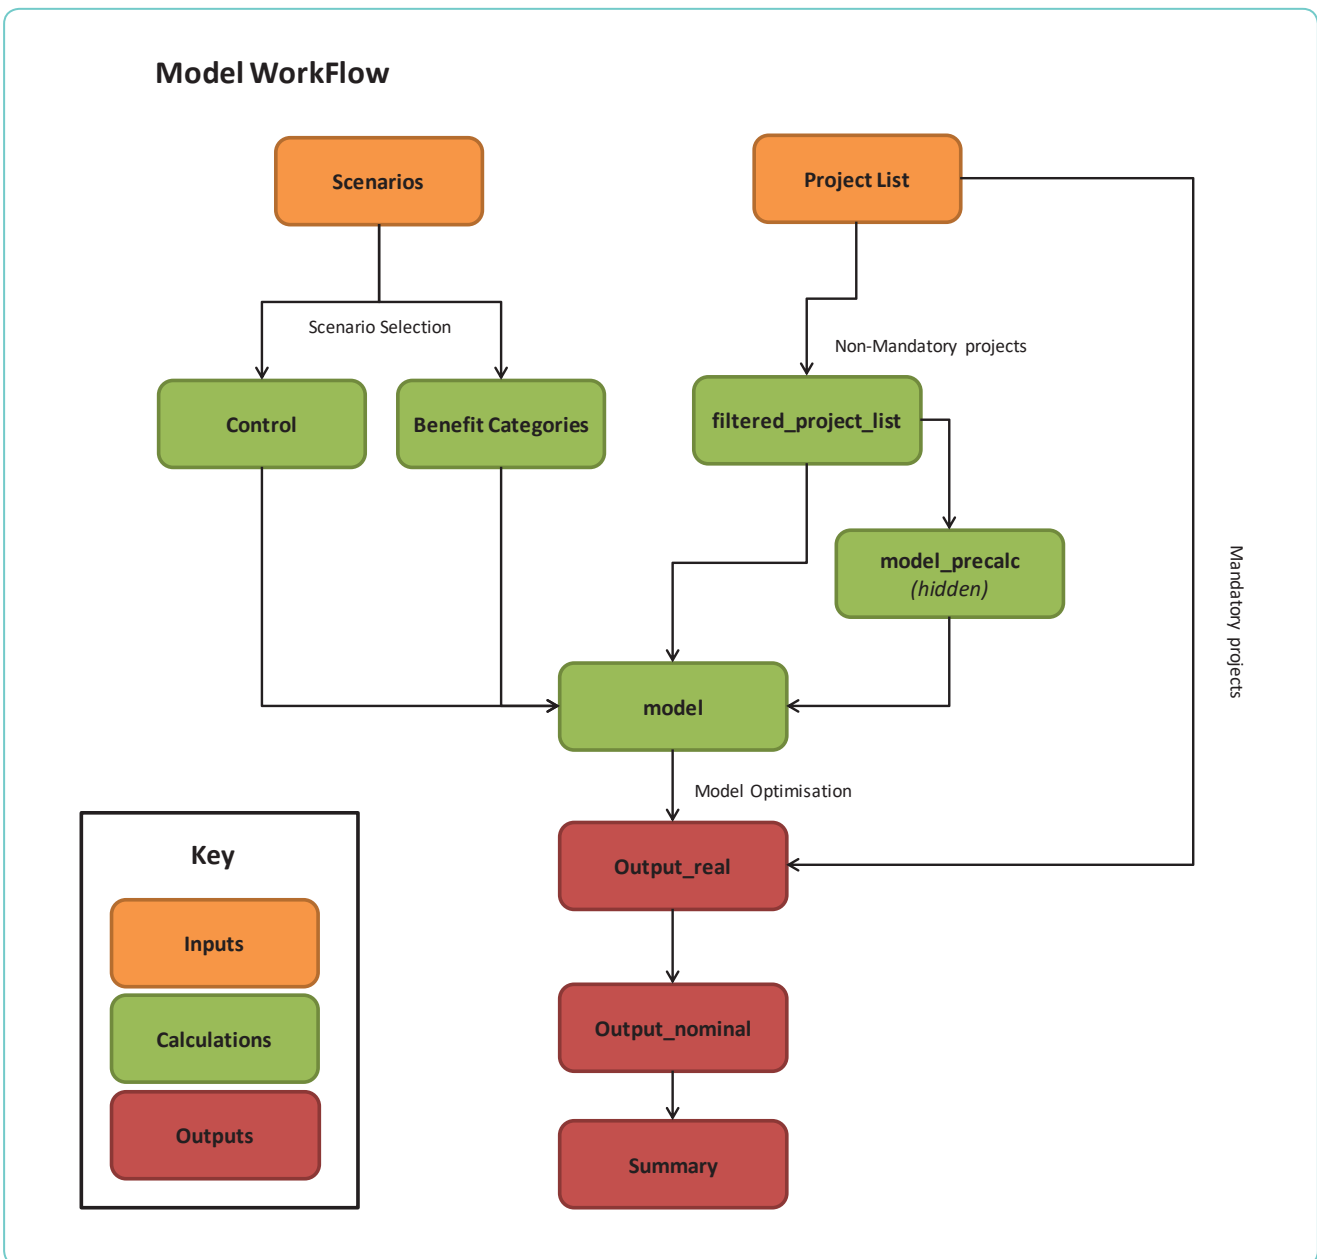 Model WorkFlow
Scenarios
Project List
Scenario Selection
Non-Mandatory projects
Control
Benefit Categories
filtered_project_list
model_precalc
(hidden)
Mandatory projects
model
Model Optimisation
Output_real
Output_nominal
Summary
Key
Inputs
Calculations
Outputs